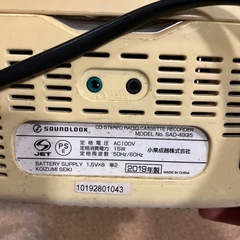 SOUNDLOOK CD STEREO RADIO CASSETTE RECORDER
MODEL No. SAD-4935
定格電圧 AC100V
定格消費電力 15W
定格周波数 50Hz/60Hz
小泉成器株式会社
JET
PS E
BATTERY SUPPLY 1.5V×8 単2
KOIZUMI SEIKI
2019年製
MADE IN CHINA
10192801043